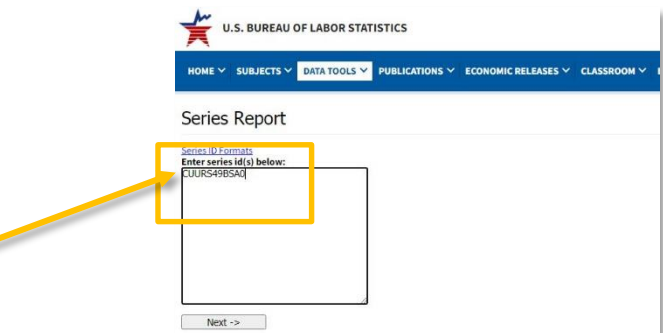 U.S. BUREAU OF LABOR STATISTICS
HOME SUBJECTS DATA TOOLS PUBLICATIONS ECONOMIC RELEASES CLASSROOM
Series Report
Series ID Formats
Enter series id(s) below:
CUURS49BSA0
Next ->